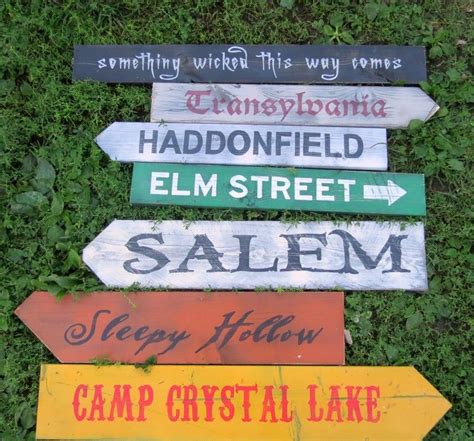 something wicked this way comes
Transylvania
HADDONFIELD
ELM STREET
SALEM
Sleepy Hollow
CAMP CRYSTAL LAKE